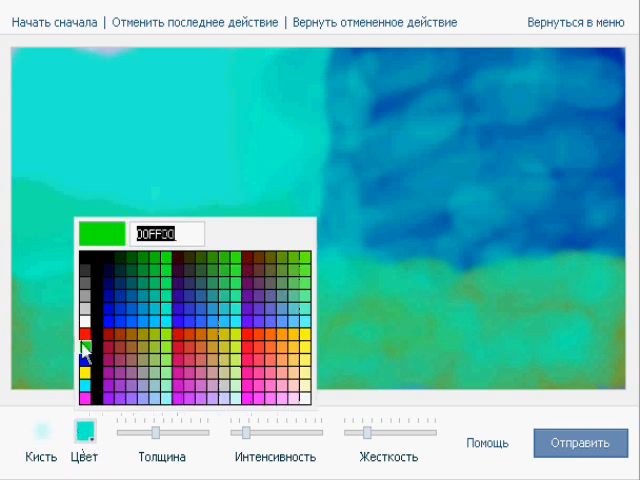 Начать сначала | Отменить последнее действие | Вернуть отмененное действие
Вернуться в меню
00FF00
Кисть
Цвет
Толщина
Интенсивность
Жесткость
Помощь
Отправить